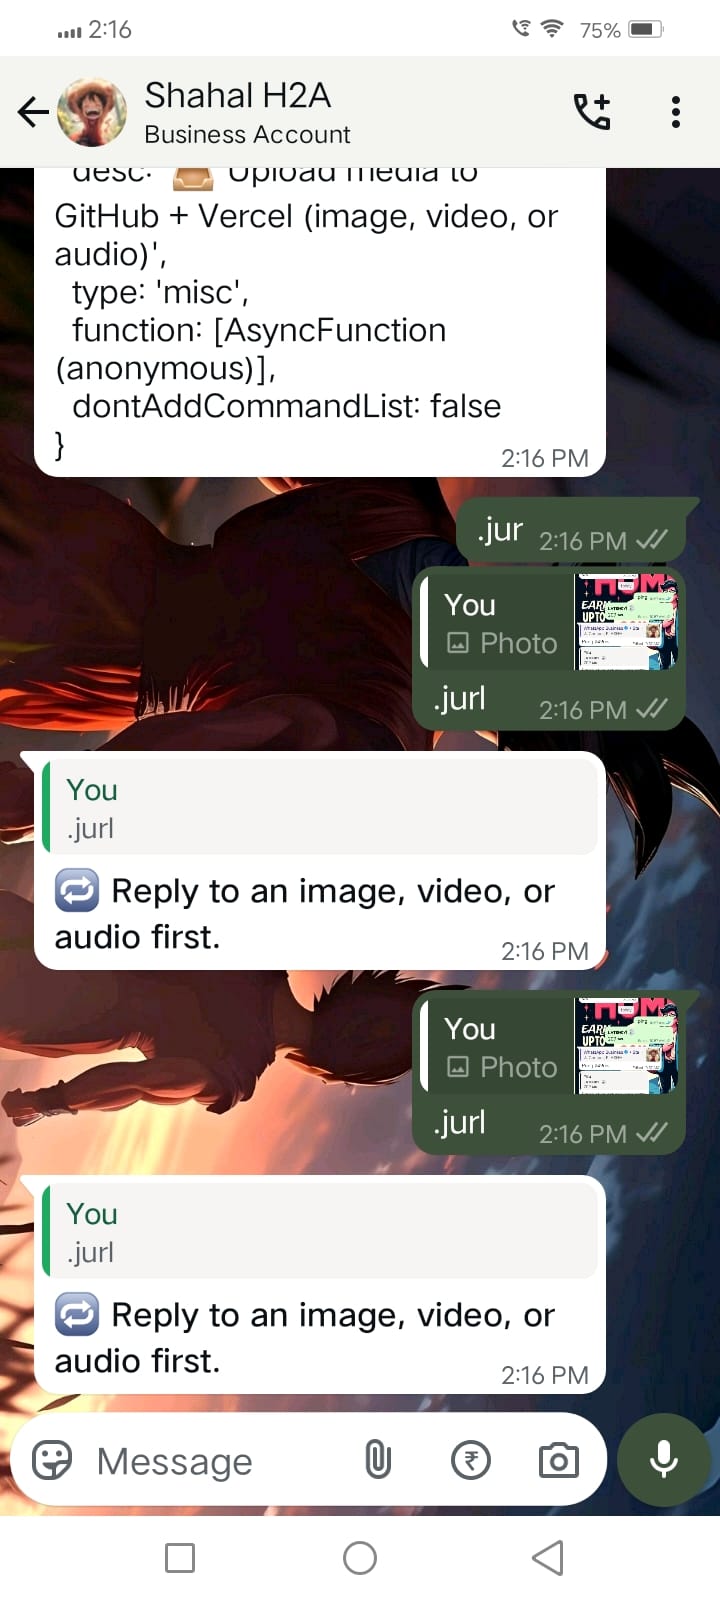 2:16
75%
Shahal H2A
Business Account
desc: '📤 Upload media to
GitHub + Vercel (image, video, or
audio)',
type: 'misc',
function: [AsyncFunction
(anonymous)],
dontAddCommandList: false
}
2:16 PM
.jur 2:16 PM
You
Photo
.jurl 2:16 PM
You
.jurl
🔁 Reply to an image, video, or
audio first.
2:16 PM
You
Photo
.jurl 2:16 PM
You
.jurl
🔁 Reply to an image, video, or
audio first.
2:16 PM
Message